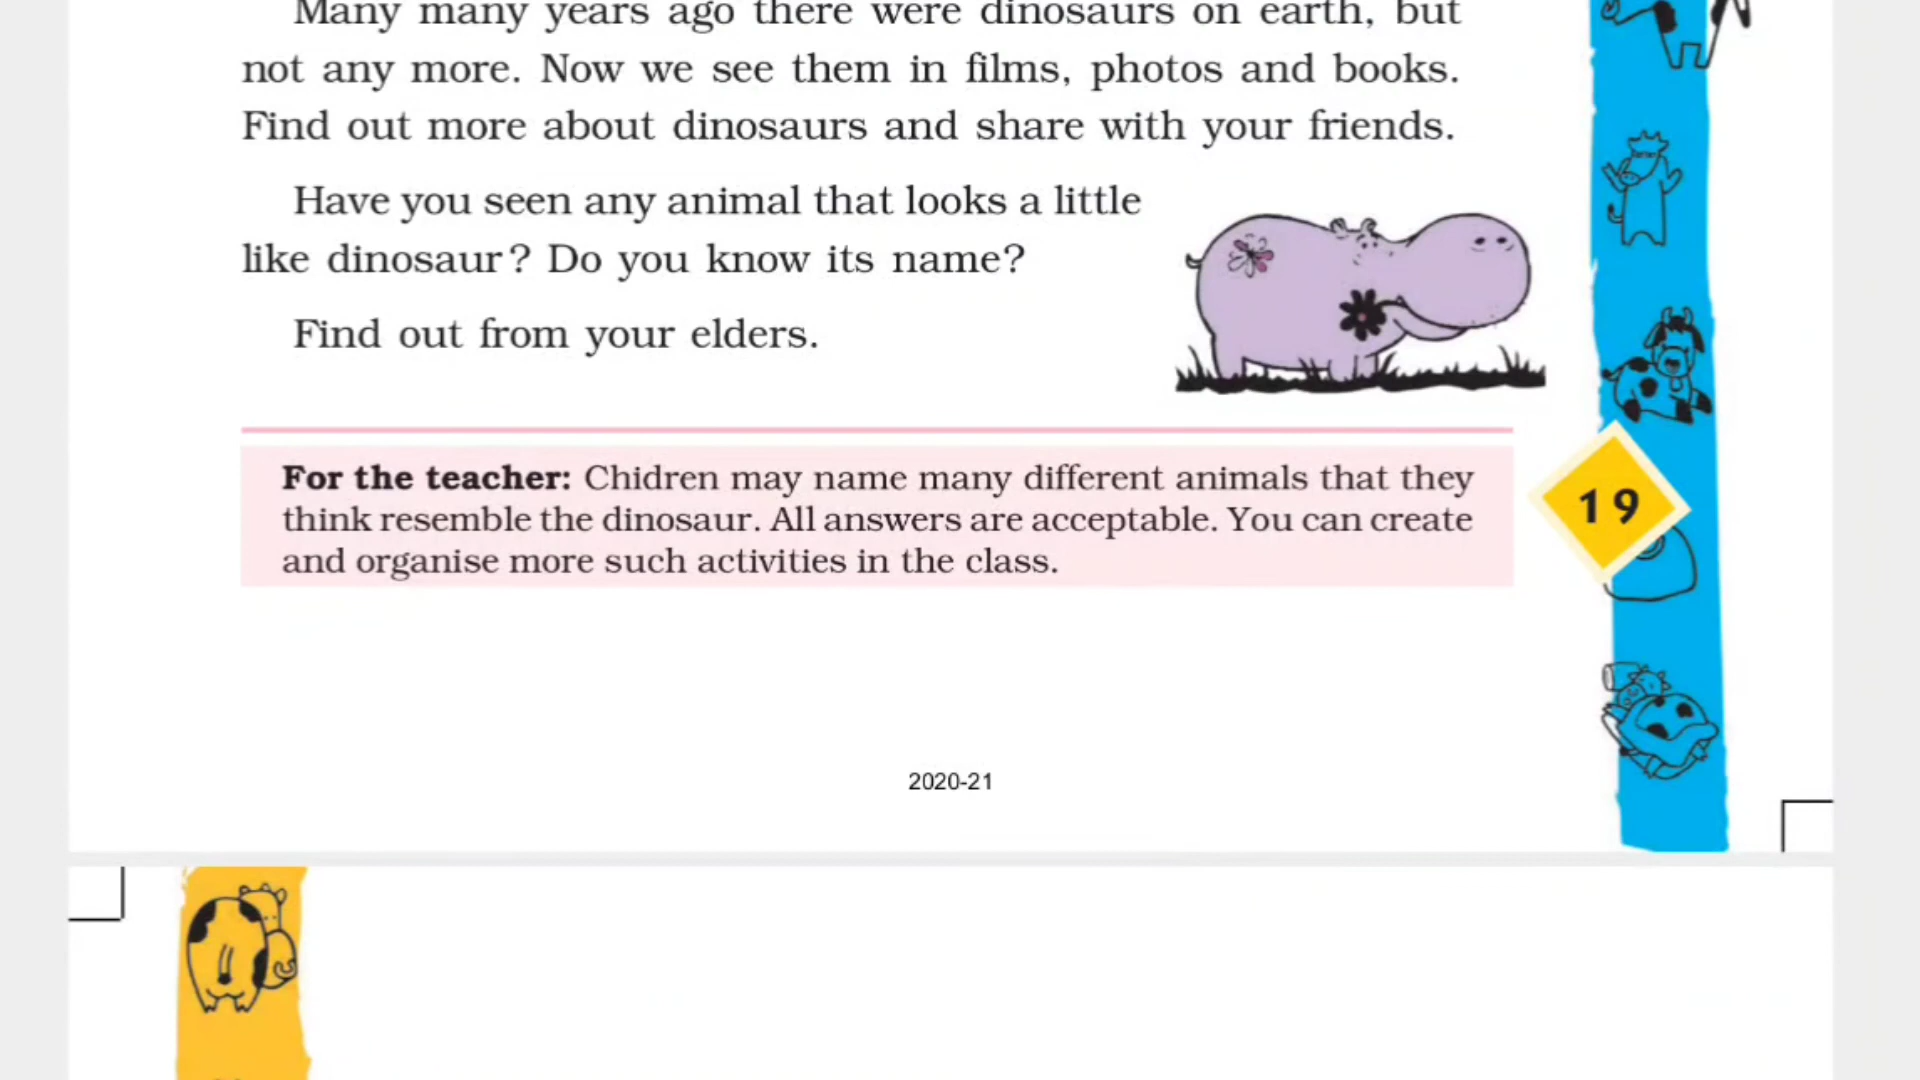 Many many years ago there were dinosaurs on earth, but
not any more. Now we see them in films, photos and books.
Find out more about dinosaurs and share with your friends.
Have you seen any animal that looks a little
like dinosaur? Do you know its name?
Find out from your elders.
For the teacher: Chidren may name many different animals that they
think resemble the dinosaur. All answers are acceptable. You can create
and organise more such activities in the class.
19
2020-21